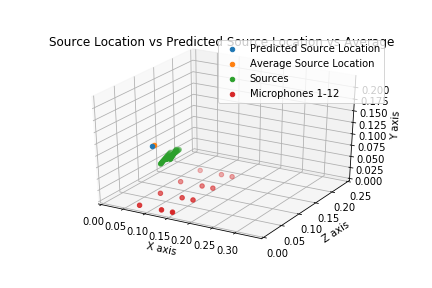 Source Location vs Predicted Source Location vs Average
Predicted Source Location
Average Source Location
Sources
Microphones 1-12
0.200
0.175
0.150
0.125
0.100
0.075
0.050
0.025
0.000
Y axis
0.25
0.20
0.15
0.10
0.05
0.00
Z axis
0.00
0.05
0.10
0.15
0.20
0.25
0.30
X axis